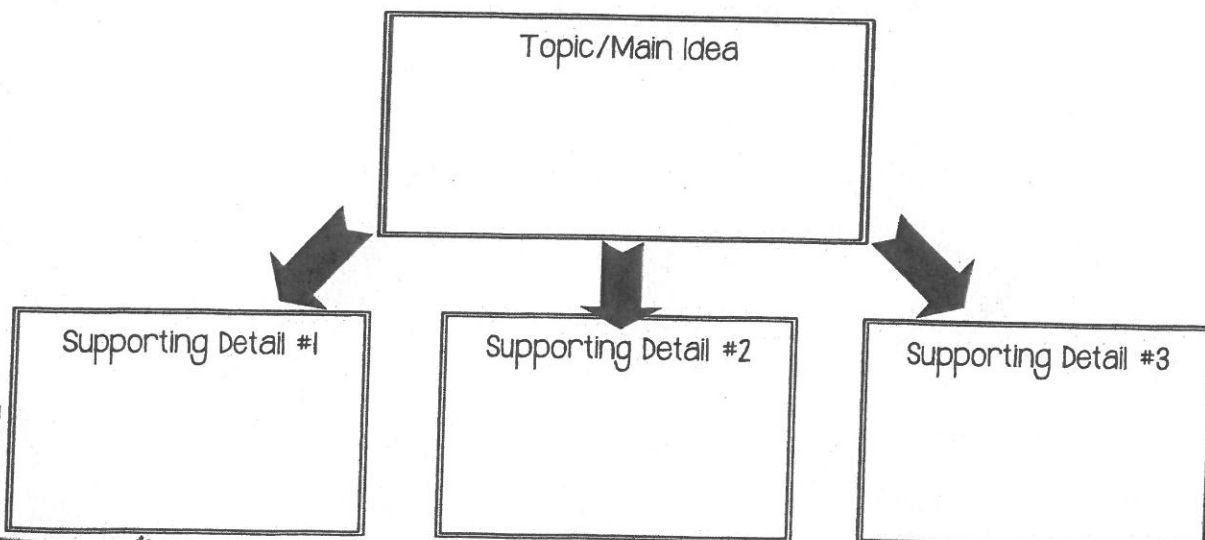 Topic/Main Idea
Supporting Detail #1
Supporting Detail #2
Supporting Detail #3